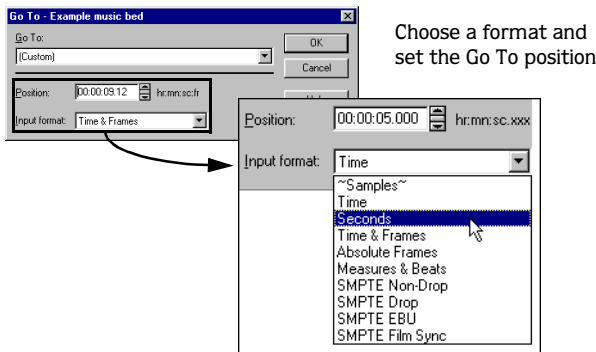 Go To - Example music bed
Go To:
(Custom)
OK
Cancel
Position:
00:00:09.12
hr:mn:sc:fr
Input format:
Time & Frames
Choose a format and
set the Go To position
Position:
00:00:05.000
hr:mn:sc.xxx
Input format:
Time
~Samples~
Time
Seconds
Time & Frames
Absolute Frames
Measures & Beats
SMPTE Non-Drop
SMPTE Drop
SMPTE EBU
SMPTE Film Sync